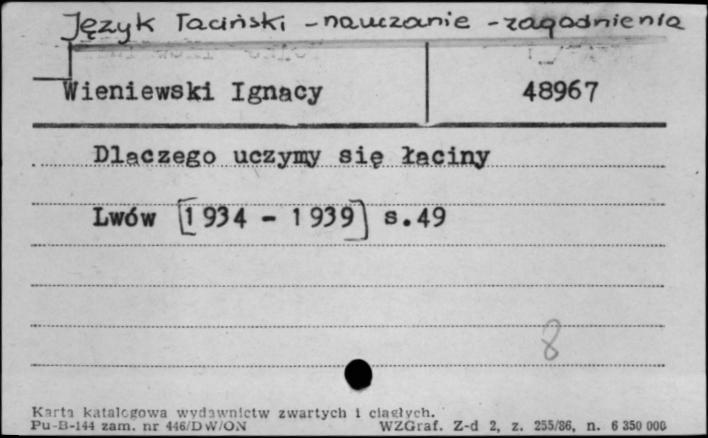 Język Łaciński - nauczanie - zagadnienia
Wieniewski Ignacy 48967
Dlaczego uczymy się łaciny
Lwów [1934 - 1939] s.49
8
Karta katalogowa wydawnictw zwartych i ciągłych.
Pu-B-144 zam. nr 446/DW/ON WZGraf. Z-d 2, z. 255/86, n. 6 350 000